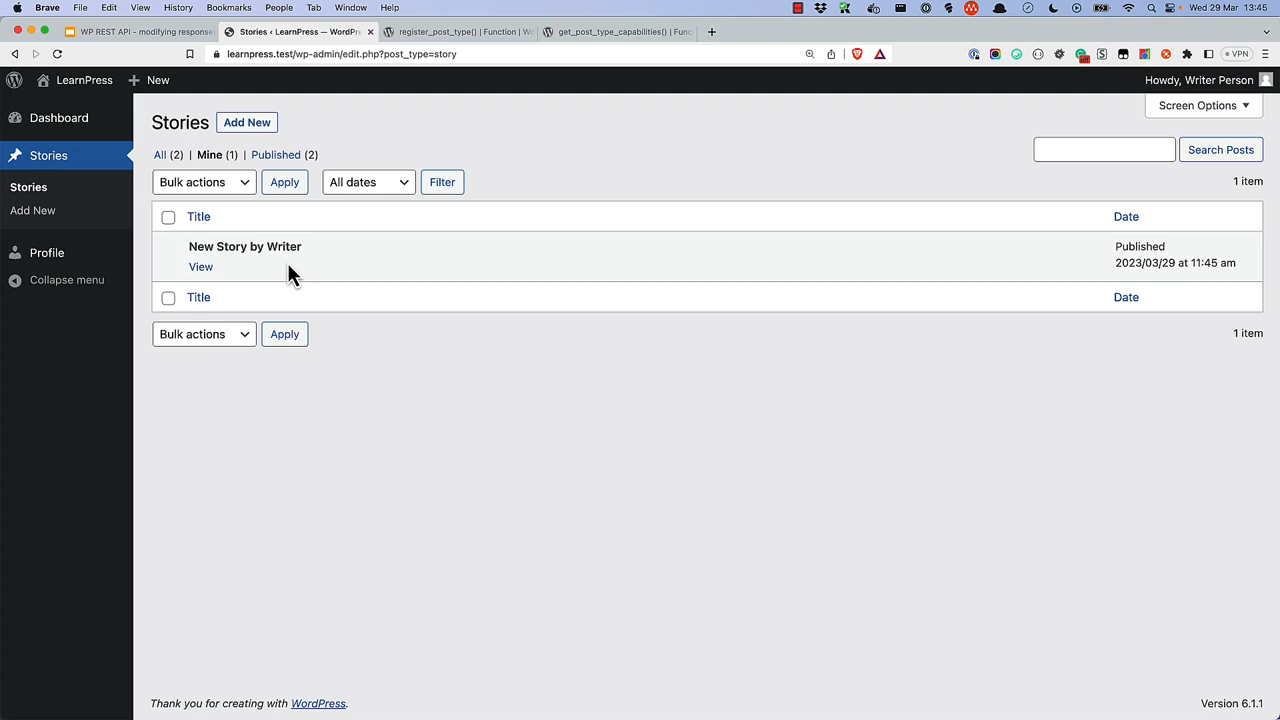 Brave File Edit View History Bookmarks People Tab Window Help Wed 29 Mar 13:45
WP REST API - modifying response Stories ‹ LearnPress — WordPre register_post_type() | Function | W get_post_type_capabilities() | Func
learnpress.test/wp-admin/edit.php?post_type=story VPN
LearnPress New Howdy, Writer Person
Screen Options
Dashboard
Stories
Stories
Add New
Profile
Collapse menu
Stories Add New
All (2) | Mine (1) | Published (2)
Search Posts
Bulk actions Apply All dates Filter 1 item
Title Date
New Story by Writer Published
View 2023/03/29 at 11:45 am
Title Date
Bulk actions Apply 1 item
Thank you for creating with WordPress. Version 6.1.1